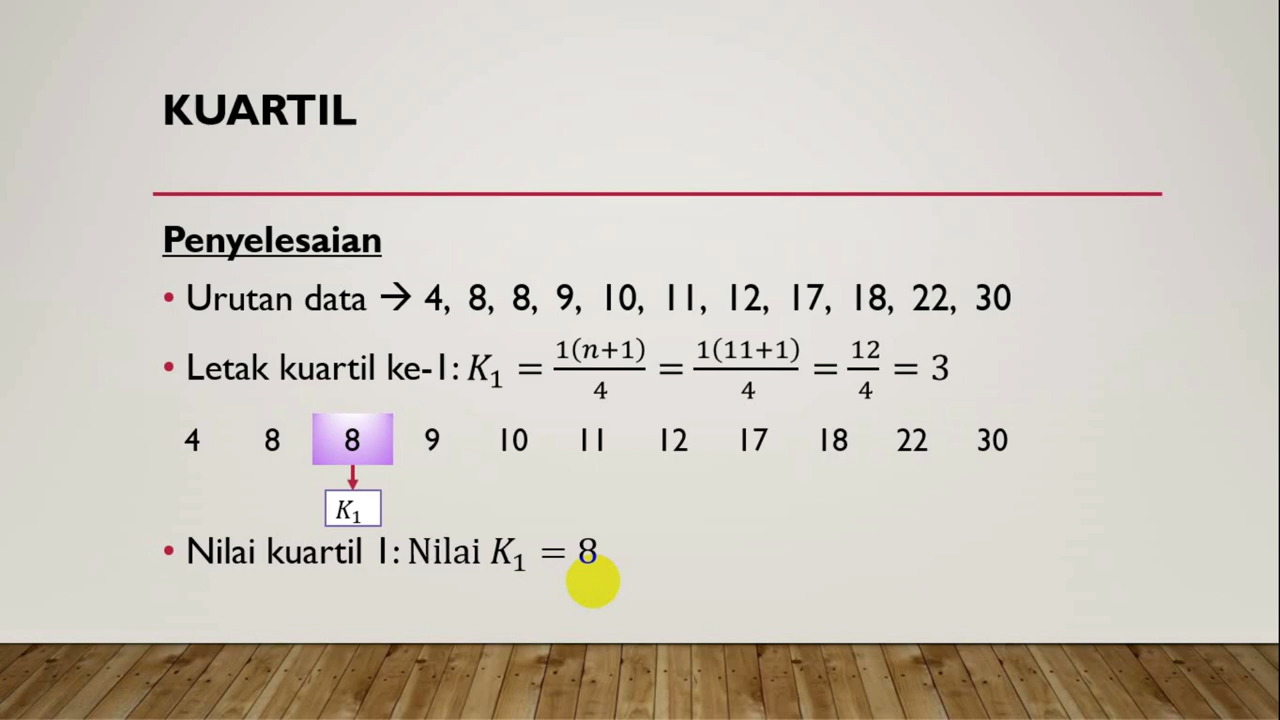 KUARTIL
Penyelesaian
• Urutan data → 4, 8, 8, 9, 10, 11, 12, 17, 18, 22, 30
• Letak kuartil ke-1: K₁ = 1(n+1)/4 = 1(11+1)/4 = 12/4 = 3
4 8 8 9 10 11 12 17 18 22 30
K₁
• Nilai kuartil 1: Nilai K₁ = 8